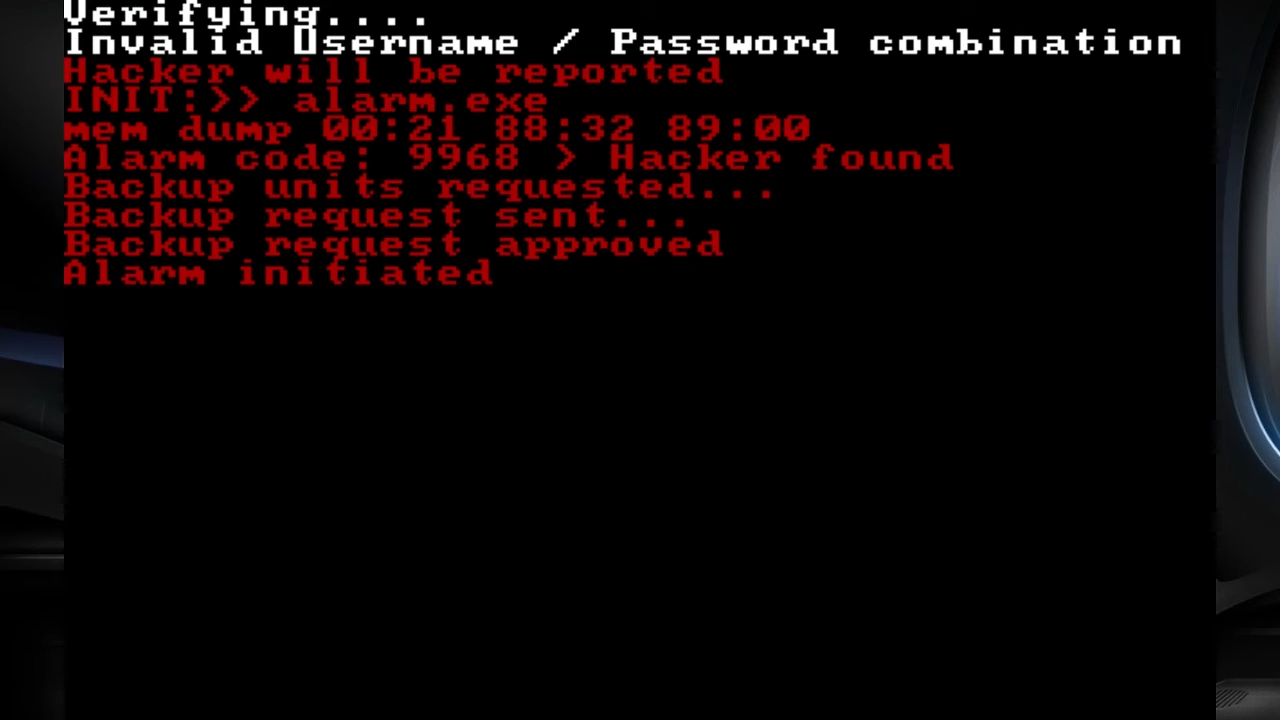 Verifying....
Invalid Username / Password combination
Hacker will be reported
INIT:>> alarm.exe
mem dump 00:21 88:32 89:00
Alarm code: 9968 > Hacker found
Backup units requested...
Backup request sent...
Backup request approved
Alarm initiated